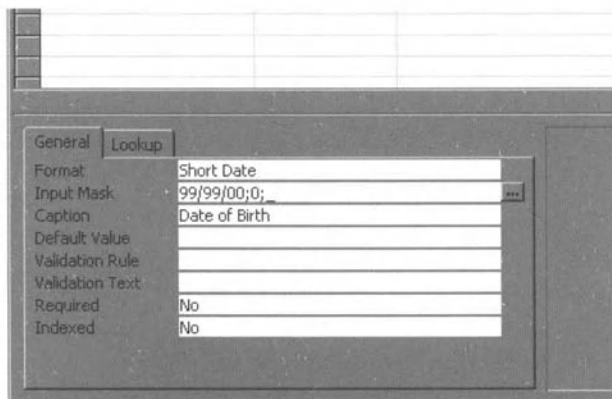 General Lookup
Format Short Date
Input Mask 99/99/00;0;_
Caption Date of Birth
Default Value
Validation Rule
Validation Text
Required No
Indexed No